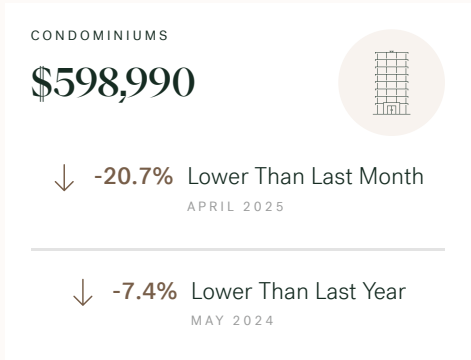 CONDOMINIUMS
$598,990
-20.7% Lower Than Last Month
APRIL 2025
-7.4% Lower Than Last Year
MAY 2024